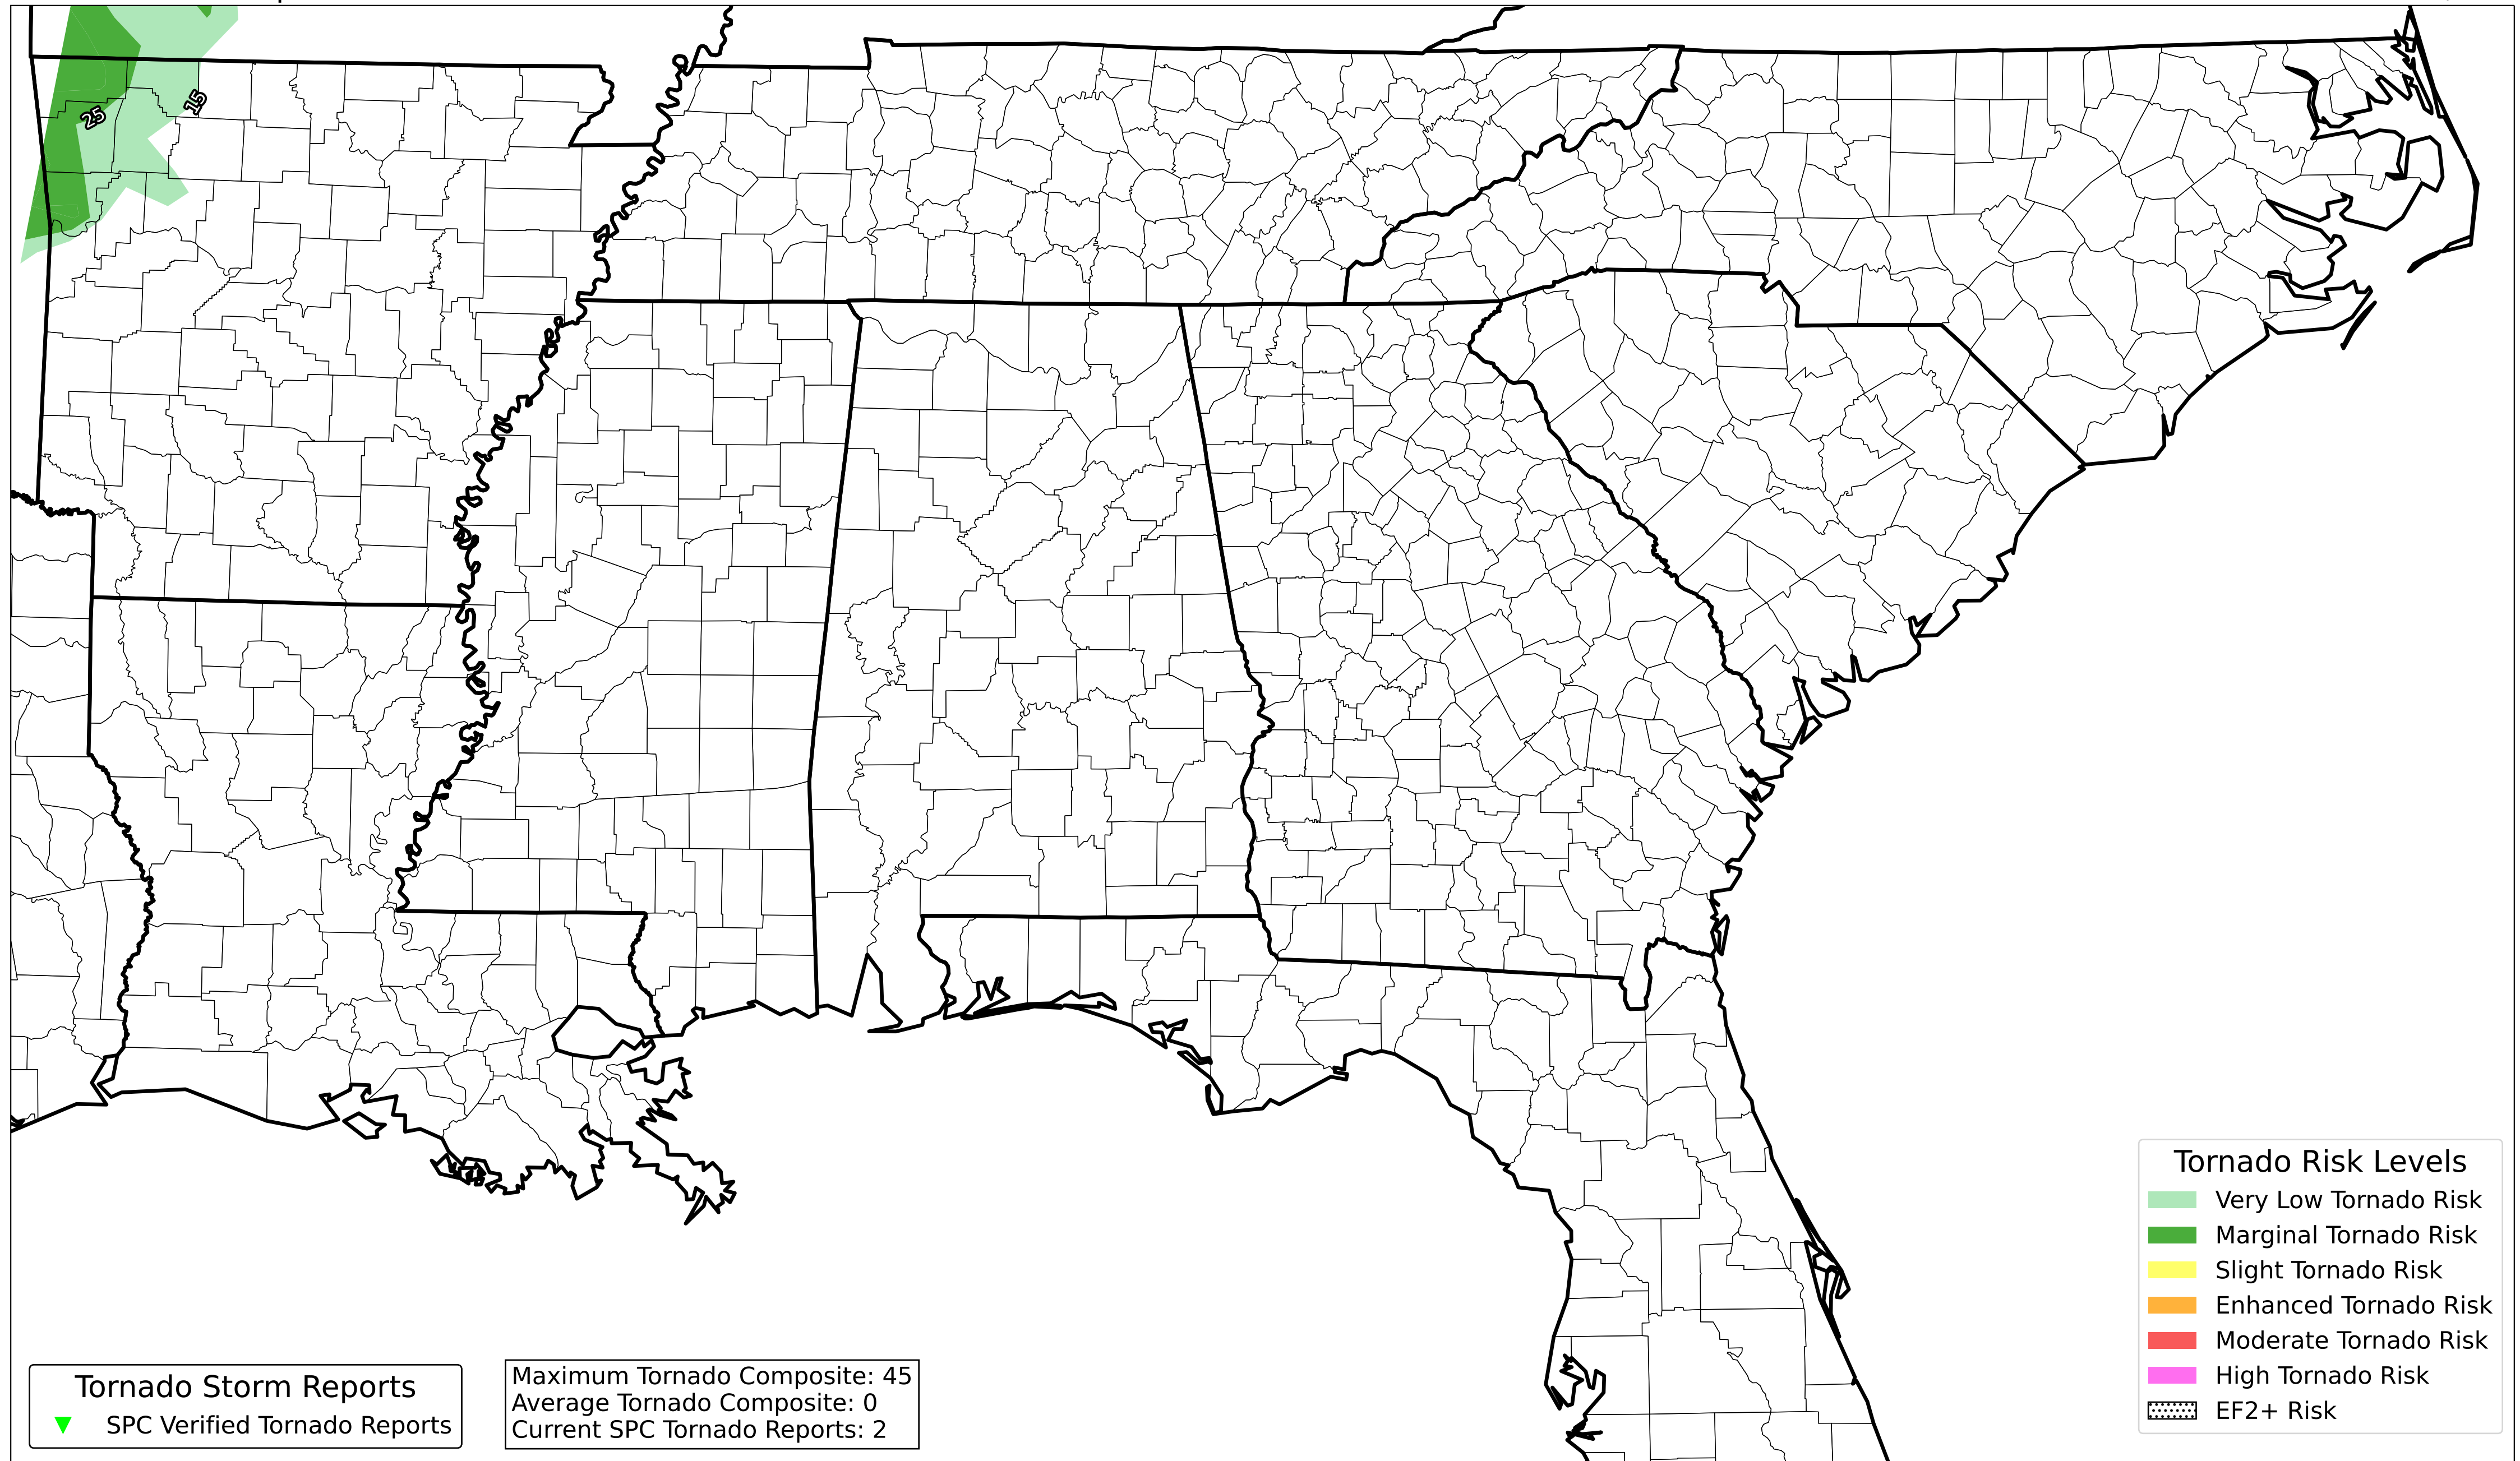 25
15
Tornado Risk Levels
Very Low Tornado Risk
Marginal Tornado Risk
Slight Tornado Risk
Enhanced Tornado Risk
Moderate Tornado Risk
High Tornado Risk
EF2+ Risk
Tornado Storm Reports
SPC Verified Tornado Reports
Maximum Tornado Composite: 45
Average Tornado Composite: 0
Current SPC Tornado Reports: 2